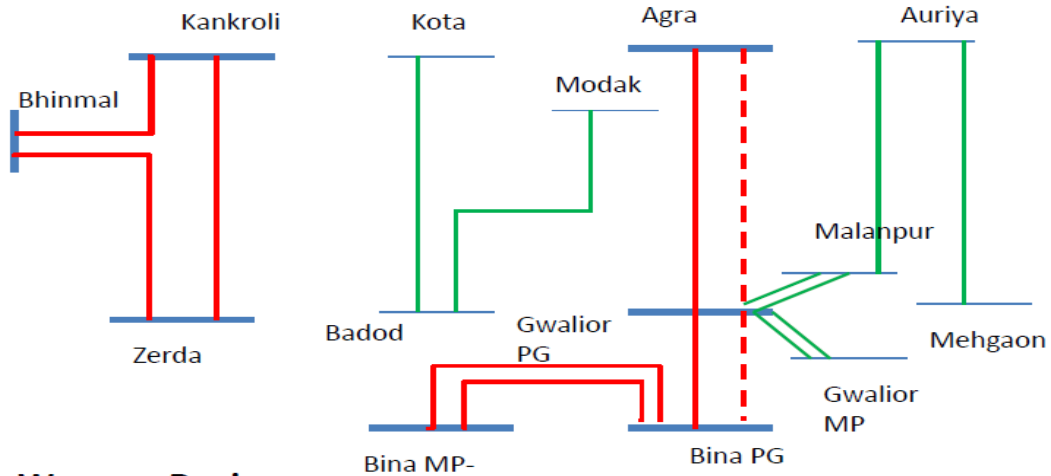 Kankroli
Kota
Agra
Auriya
Bhinmal
Modak
Malanpur
Zerda
Badod
Gwalior
PG
Mehgaon
Gwalior
MP
Bina MP-
Bina PG